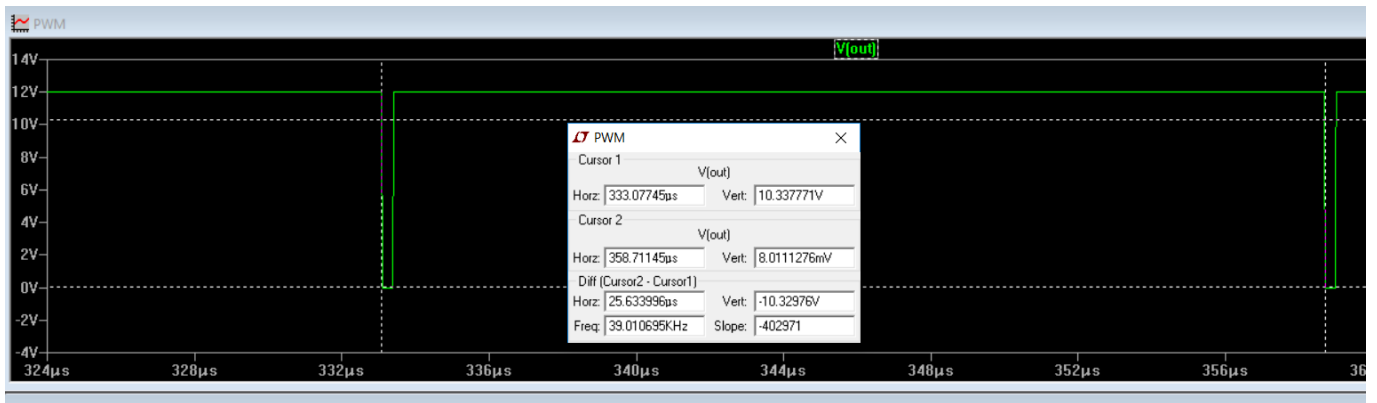 PWM
V(out)
14V
12V
10V
8V
6V
4V
2V
0V
-2V
-4V
324µs 328µs 332µs 336µs 340µs 344µs 348µs 352µs 356µs 36
PWM
Cursor 1
V(out)
Horz: 333.07745µs Vert: 10.337771V
Cursor 2
V(out)
Horz: 358.71145µs Vert: 8.0111276mV
Diff (Cursor2 - Cursor1)
Horz: 25.633996µs Vert: -10.32976V
Freq: 39.010695KHz Slope: -402971